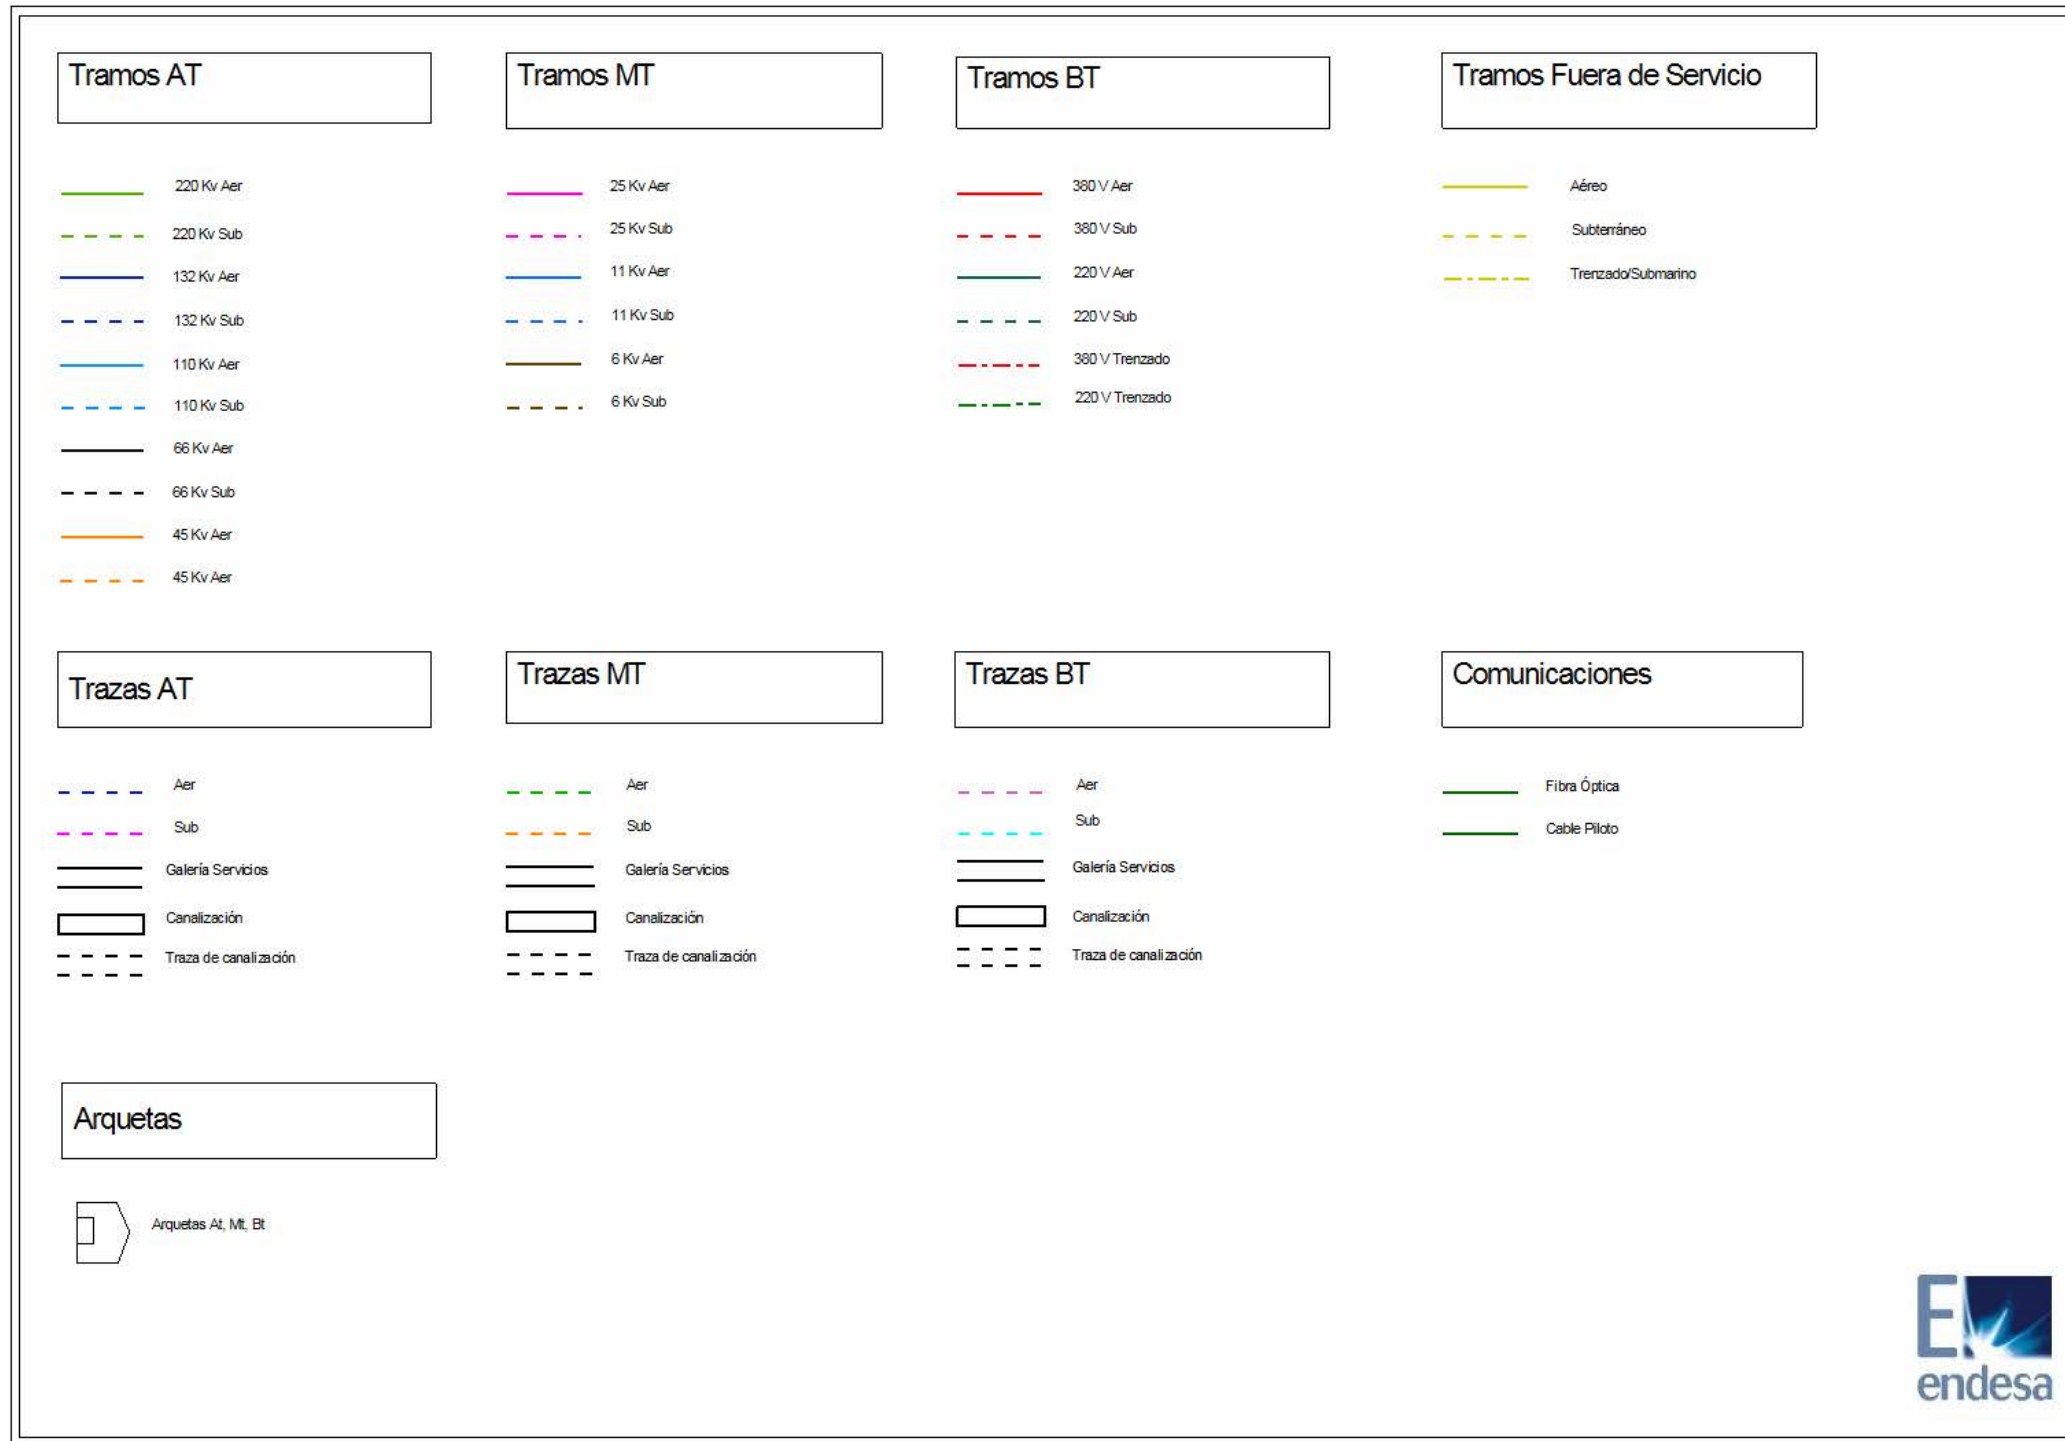 Tramos AT
220 Kv Aer
220 Kv Sub
132 Kv Aer
132 Kv Sub
110 Kv Aer
110 Kv Sub
66 Kv Aer
66 Kv Sub
45 Kv Aer
45 Kv Aer
Tramos MT
25 Kv Aer
25 Kv Sub
11 Kv Aer
11 Kv Sub
6 Kv Aer
6 Kv Sub
Tramos BT
380 V Aer
380 V Sub
220 V Aer
220 V Sub
380 V Trenzado
220 V Trenzado
Tramos Fuera de Servicio
Aéreo
Subterráneo
Trenzado/Submarino
Trazas AT
Aer
Sub
Galería Servicios
Canalización
Traza de canalización
Trazas MT
Aer
Sub
Galería Servicios
Canalización
Traza de canalización
Trazas BT
Aer
Sub
Galería Servicios
Canalización
Traza de canalización
Comunicaciones
Fibra Óptica
Cable Piloto
Arquetas
Arquetas At, Mt, Bt
E
endesa